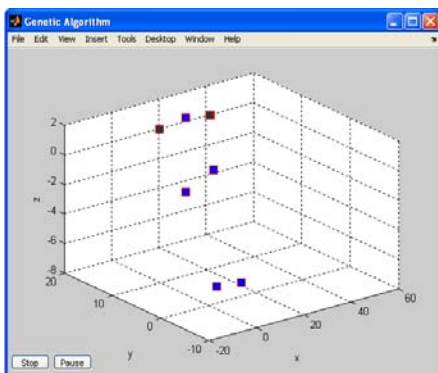 Genetic Algorithm
File Edit View Insert Tools Desktop Window Help
2
0
-2
-4
-6
-8
z
20
10
0
-10
y
-20
0
20
40
60
x
Stop Pause